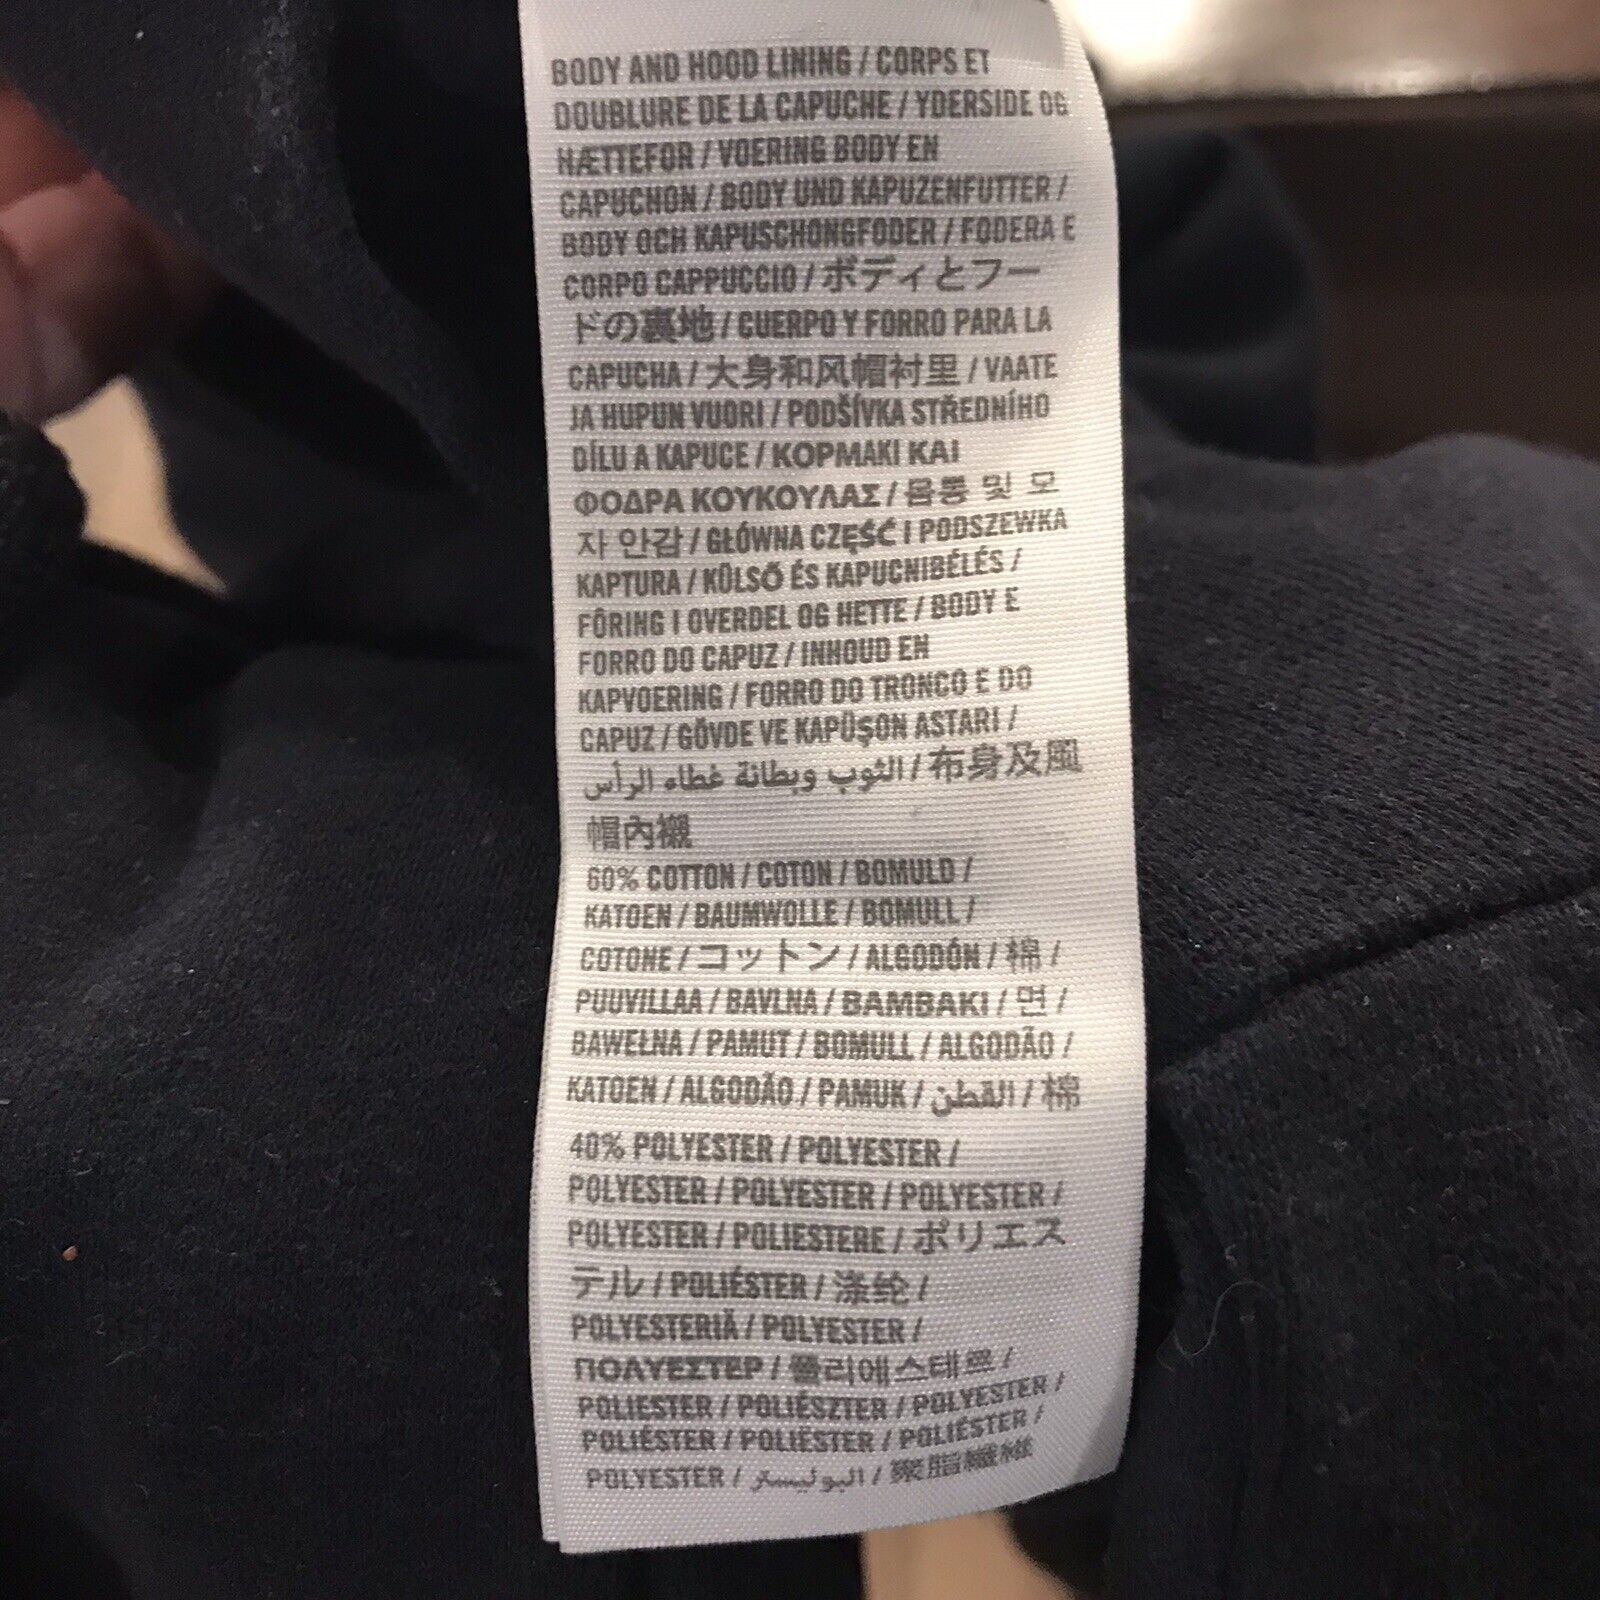 BODY AND HOOD LINING / CORPS ET
DOUBLURE DE LA CAPUCHE / YDERSIDE OG
HÆTTEFOR / VOERING BODY EN
CAPUCHON / BODY UND KAPUZENFUTTER /
BODY OCH KAPUSCHONGFODER / FODERA E
CORPO CAPPUCCIO / ボディとフー
ドの裏地 / CUERPO Y FORRO PARA LA
CAPUCHA / 大身和风帽衬里 / VAATE
JA HUPUN VUORI / PODŠÍVKA STŘEDNÍHO
DÍLU A KAPUCE / ΚΟΡΜΑΚΙ ΚΑΙ
ΦΟΔΡΑ ΚΟΥΚΟΥΛΑΣ / 몸통 및 모
자 안감 / GŁÓWNA CZĘŚĆ I PODSZEWKA
KAPTURA / KÜLSŐ ÉS KAPUCNIBÉLÉS /
FÔRING I OVERDEL OG HETTE / BODY E
FORRO DO CAPUZ / INHOUD EN
KAPVOERING / FORRO DO TRONCO E DO
CAPUZ / GÖVDE VE KAPÜŞON ASTARI /
الثوب وبطانة غطاء الرأس / 布身及風
帽內襯
60% COTTON / COTON / BOMULD /
KATOEN / BAUMWOLLE / BOMULL /
COTONE / コットン / ALGODÓN / 棉 /
PUUVILLAA / BAVLNA / ΒΑΜΒΑΚΙ / 면 /
BAWEŁNA / PAMUT / BOMULL / ALGODÃO /
KATOEN / ALGODÃO / PAMUK / القطن / 棉
40% POLYESTER / POLYESTER /
POLYESTER / POLYESTER / POLYESTER /
POLYESTER / POLIESTERE / ポリエス
テル / POLIÉSTER / 涤纶 /
POLYESTERIÄ / POLYESTER /
ΠΟΛΥΕΣΤΕΡ / 폴리에스테르 /
POLIESTER / POLIÉSZTER / POLYESTER /
POLIÉSTER / POLIËSTER / POLIÉSTER /
POLYESTER / البوليستر / 聚脂纖維